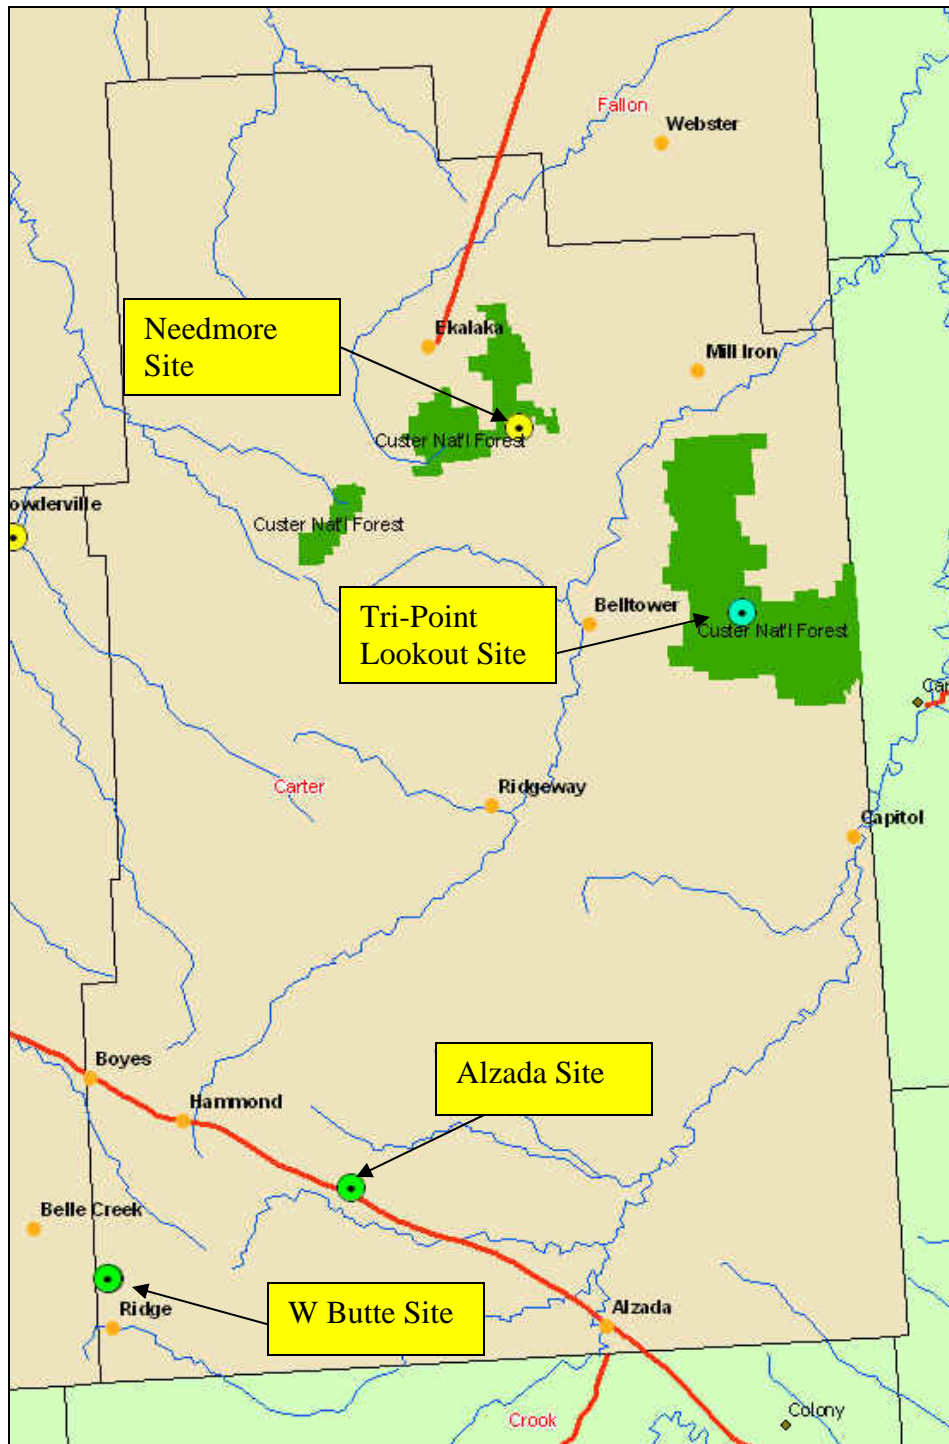 Fallon
Webster
Needmore
Site
Ekalaka
Mill Iron
Custer Nat'l Forest
owderville
Custer Nat'l Forest
Tri-Point
Lookout Site
Belltower
Custer Nat'l Forest
Car
Carter
Ridgeway
Capitol
Boyes
Alzada Site
Hammond
Belle Creek
Ridge
W Butte Site
Alzada
Crook
Colony